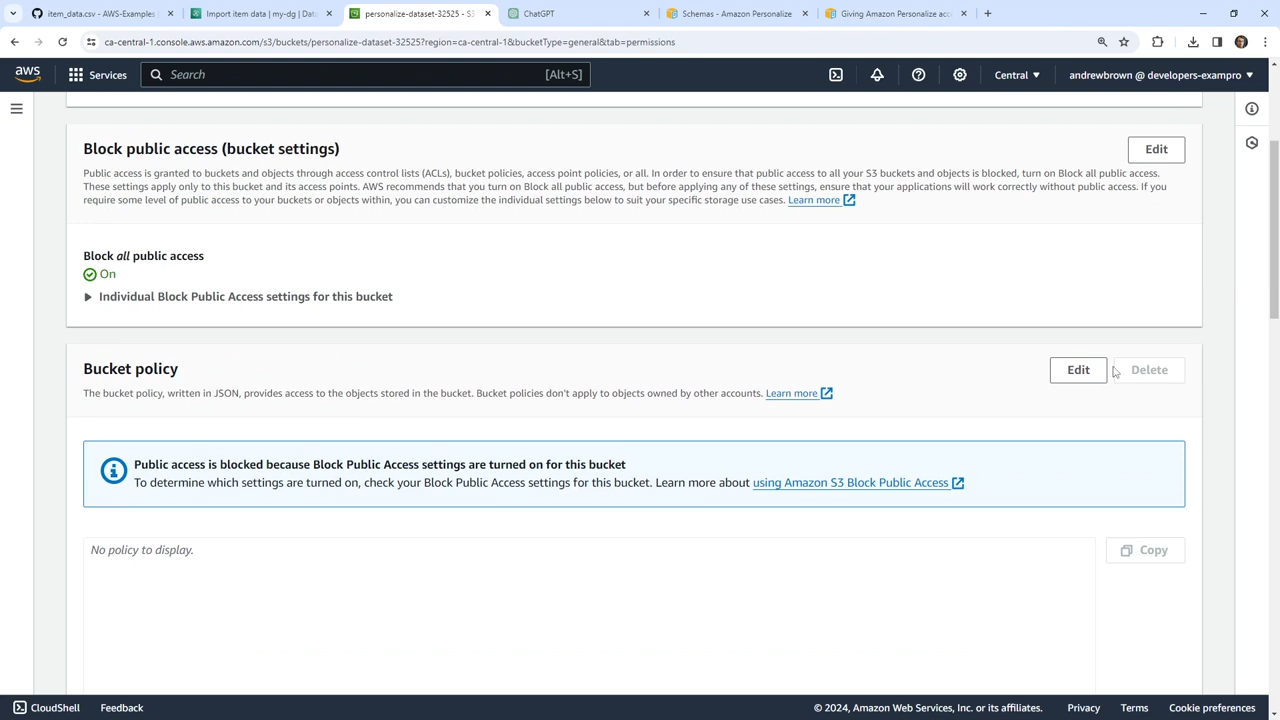 item_data.csv - AWS-Examples
Import item data | my-dg | Data
personalize-dataset-32525 - S3
ChatGPT
Schemas - Amazon Personalize
Giving Amazon Personalize acc
ca-central-1.console.aws.amazon.com/s3/buckets/personalize-dataset-32525?region=ca-central-1&bucketType=general&tab=permissions
aws
Services
Search
[Alt+S]
Central
andrewbrown @ developers-exampro
Block public access (bucket settings)
Edit
Public access is granted to buckets and objects through access control lists (ACLs), bucket policies, access point policies, or all. In order to ensure that public access to all your S3 buckets and objects is blocked, turn on Block all public access.
These settings apply only to this bucket and its access points. AWS recommends that you turn on Block all public access, but before applying any of these settings, ensure that your applications will work correctly without public access. If you
require some level of public access to your buckets or objects within, you can customize the individual settings below to suit your specific storage use cases. Learn more
Block all public access
On
Individual Block Public Access settings for this bucket
Bucket policy
Edit
Delete
The bucket policy, written in JSON, provides access to the objects stored in the bucket. Bucket policies don't apply to objects owned by other accounts. Learn more
Public access is blocked because Block Public Access settings are turned on for this bucket
To determine which settings are turned on, check your Block Public Access settings for this bucket. Learn more about using Amazon S3 Block Public Access
No policy to display.
Copy
CloudShell
Feedback
© 2024, Amazon Web Services, Inc. or its affiliates.
Privacy
Terms
Cookie preferences